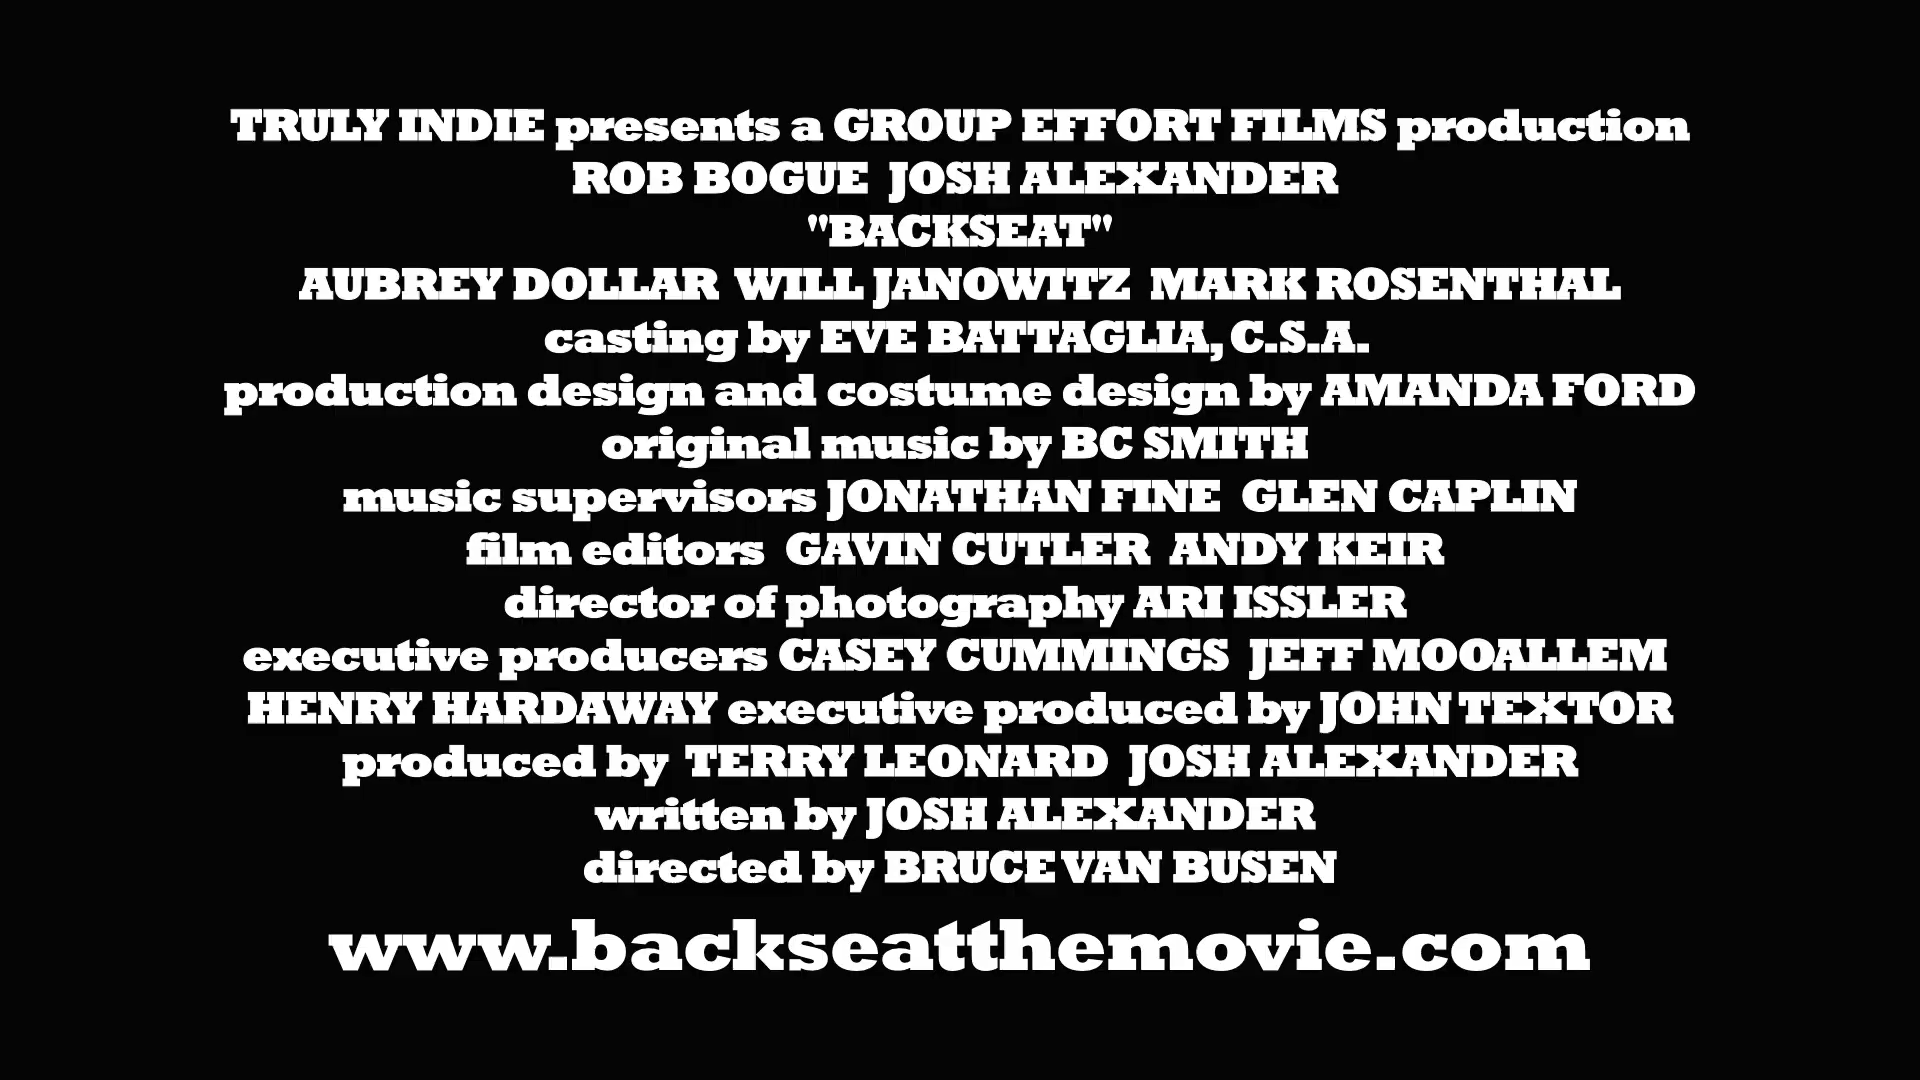 TRULY INDIE presents a GROUP EFFORT FILMS production
ROB BOGUE JOSH ALEXANDER
"BACKSEAT"
AUBREY DOLLAR WILL JANOWITZ MARK ROSENTHAL
casting by EVE BATTAGLIA, C.S.A.
production design and costume design by AMANDA FORD
original music by BC SMITH
music supervisors JONATHAN FINE GLEN CAPLIN
film editors GAVIN CUTLER ANDY KEIR
director of photography ARI ISSLER
executive producers CASEY CUMMINGS JEFF MOOALLEM
HENRY HARDAWAY executive produced by JOHN TEXTOR
produced by TERRY LEONARD JOSH ALEXANDER
written by JOSH ALEXANDER
directed by BRUCE VAN BUSEN
www.backseatthemovie.com